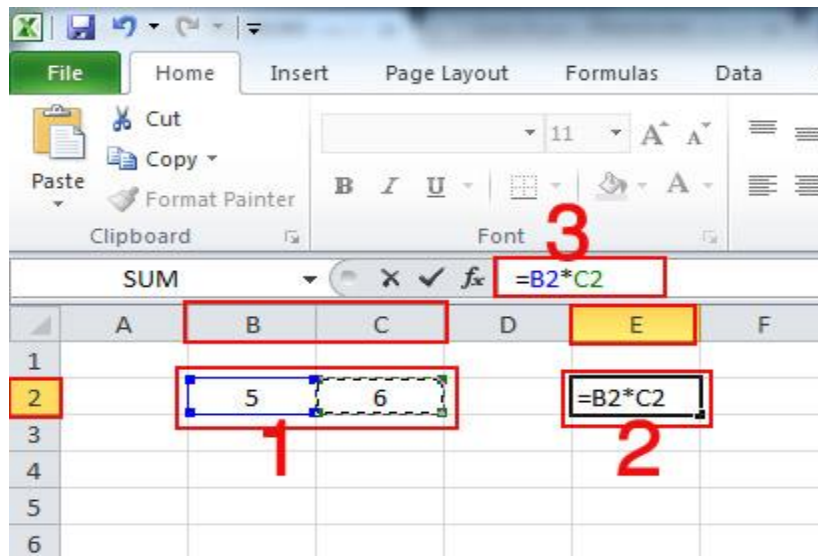 File Home Insert Page Layout Formulas Data
Paste
Cut
Copy
Format Painter
Clipboard
11 A A
B I U A
Font
3
SUM fx =B2*C2
A B C D E F
1
2 5 6 =B2*C2
3
4
5
6
1 2